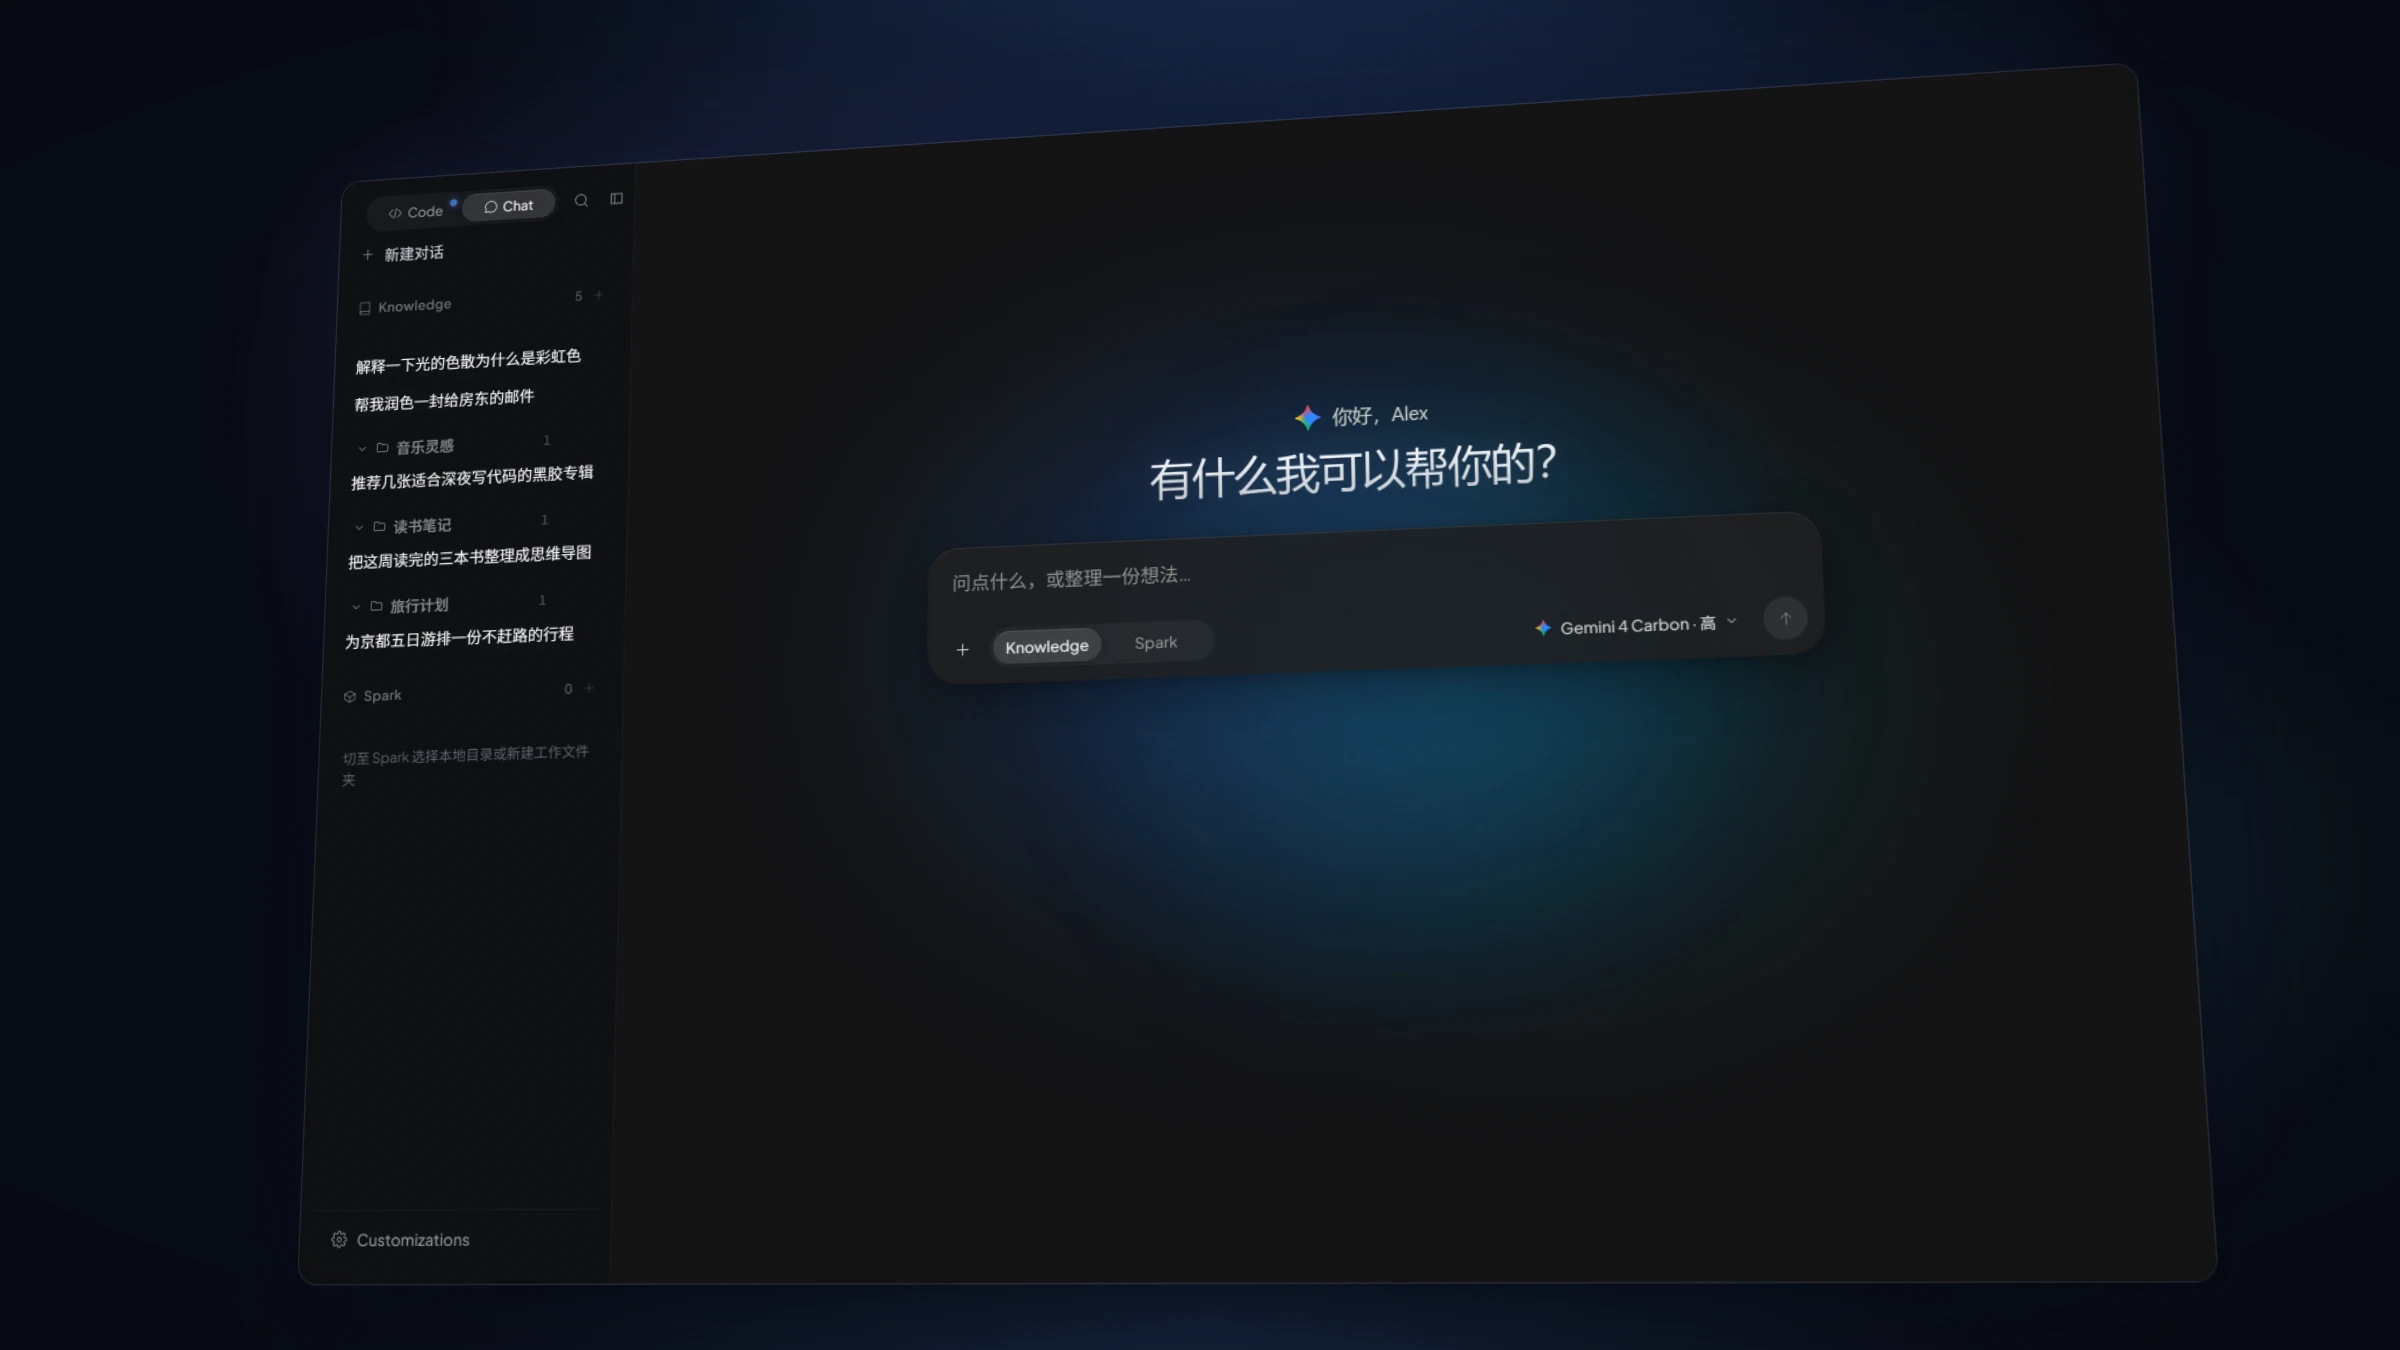 Code
Chat
新建对话
Knowledge 5
解释一下光的色散为什么是彩虹色
帮我润色一封给房东的邮件
音乐灵感 1
推荐几张适合深夜写代码的黑胶专辑
读书笔记 1
把这周读完的三本书整理成思维导图
旅行计划 1
为京都五日游排一份不赶路的行程
Spark 0
切至 Spark 选择本地目录或新建工作文件
夹
Customizations
你好，Alex
有什么我可以帮你的？
问点什么，或整理一份想法...
Knowledge
Spark
Gemini 4 Carbon · 高